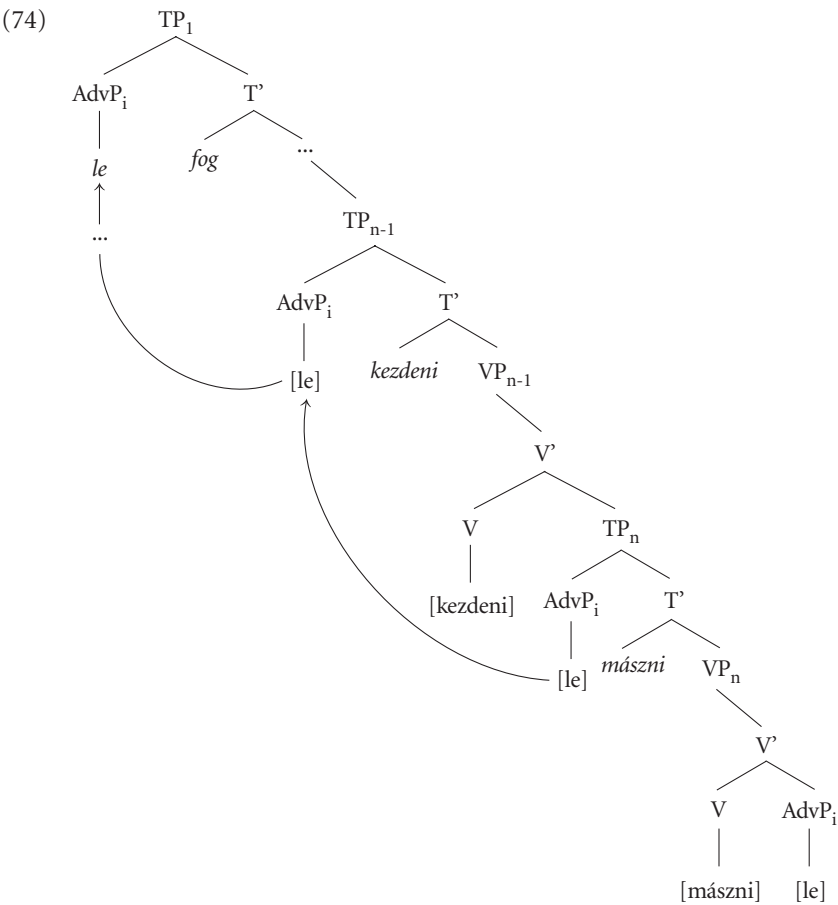 (74) TP1
AdvPi T'
le fog ...
...
TPn-1
AdvPi T'
[le] kezdeni VPn-1
V'
V TPn
[kezdeni] AdvPi T'
[le] mászni VPn
V'
V AdvPi
[mászni] [le]